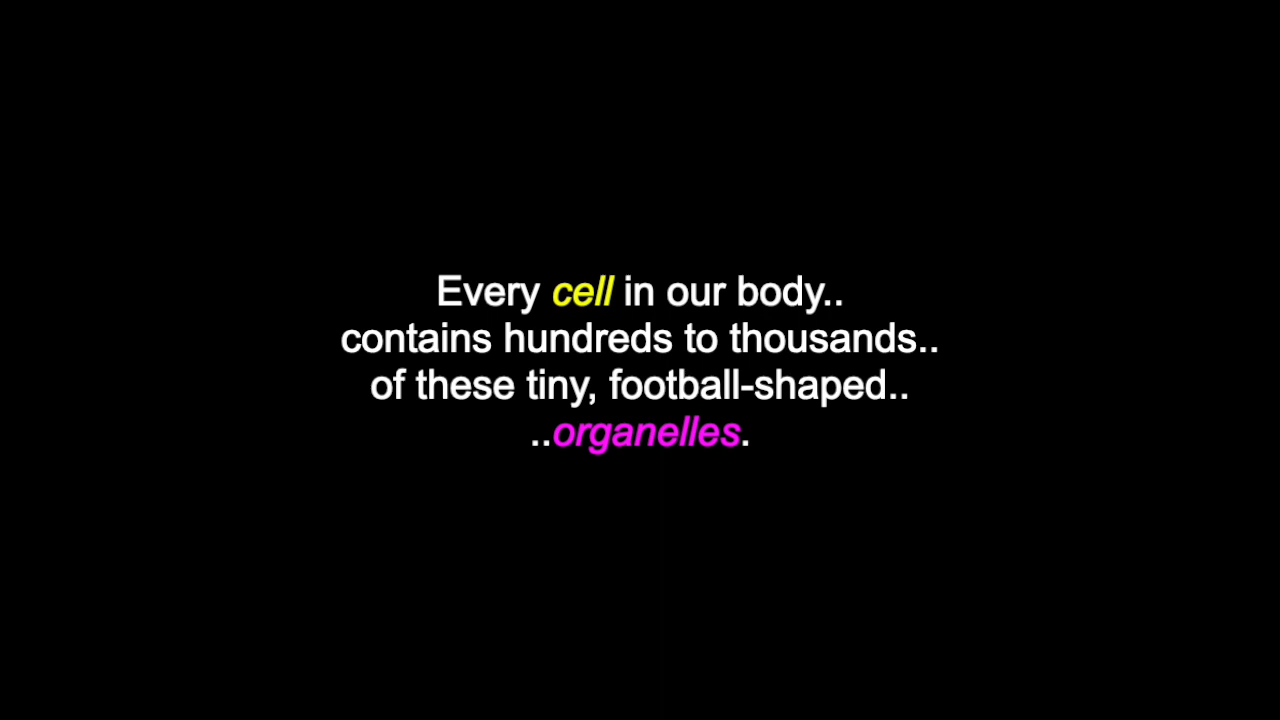 Every cell in our body..
contains hundreds to thousands..
of these tiny, football-shaped..
..organelles.